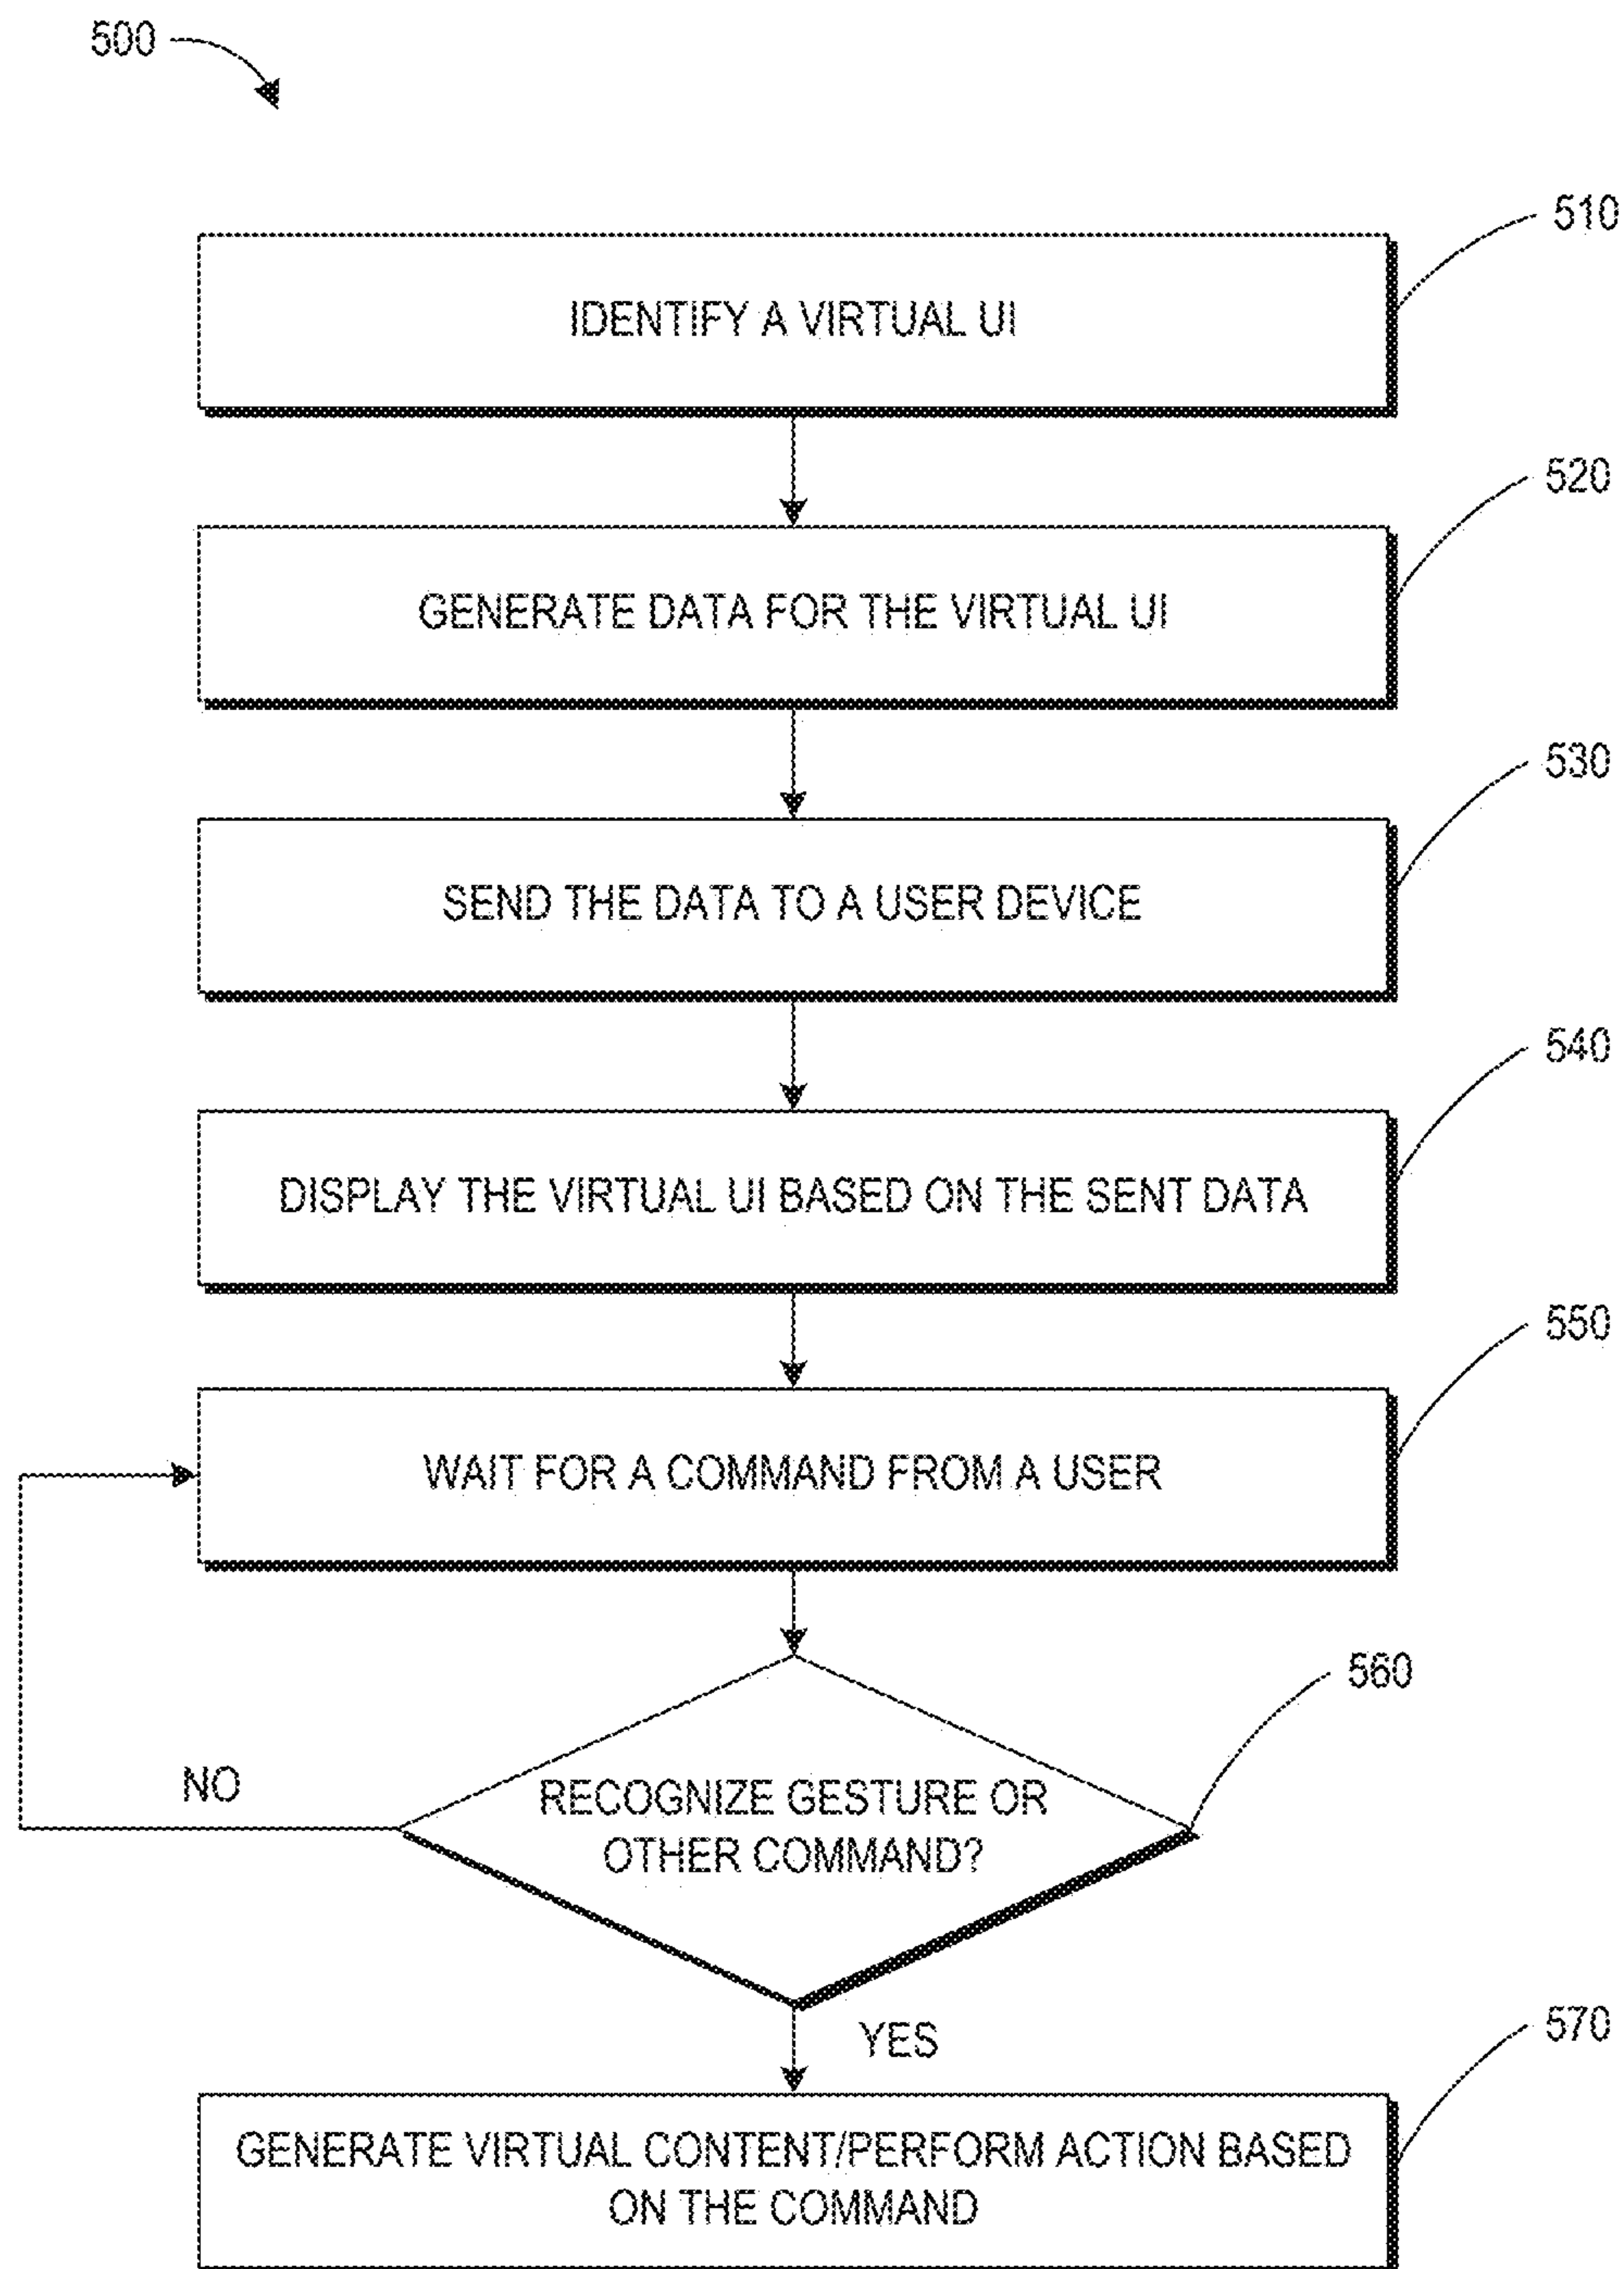 500
510
IDENTIFY A VIRTUAL UI
520
GENERATE DATA FOR THE VIRTUAL UI
530
SEND THE DATA TO A USER DEVICE
540
DISPLAY THE VIRTUAL UI BASED ON THE SENT DATA
550
WAIT FOR A COMMAND FROM A USER
560
NO
RECOGNIZE GESTURE OR
OTHER COMMAND?
YES
570
GENERATE VIRTUAL CONTENT/PERFORM ACTION BASED
ON THE COMMAND